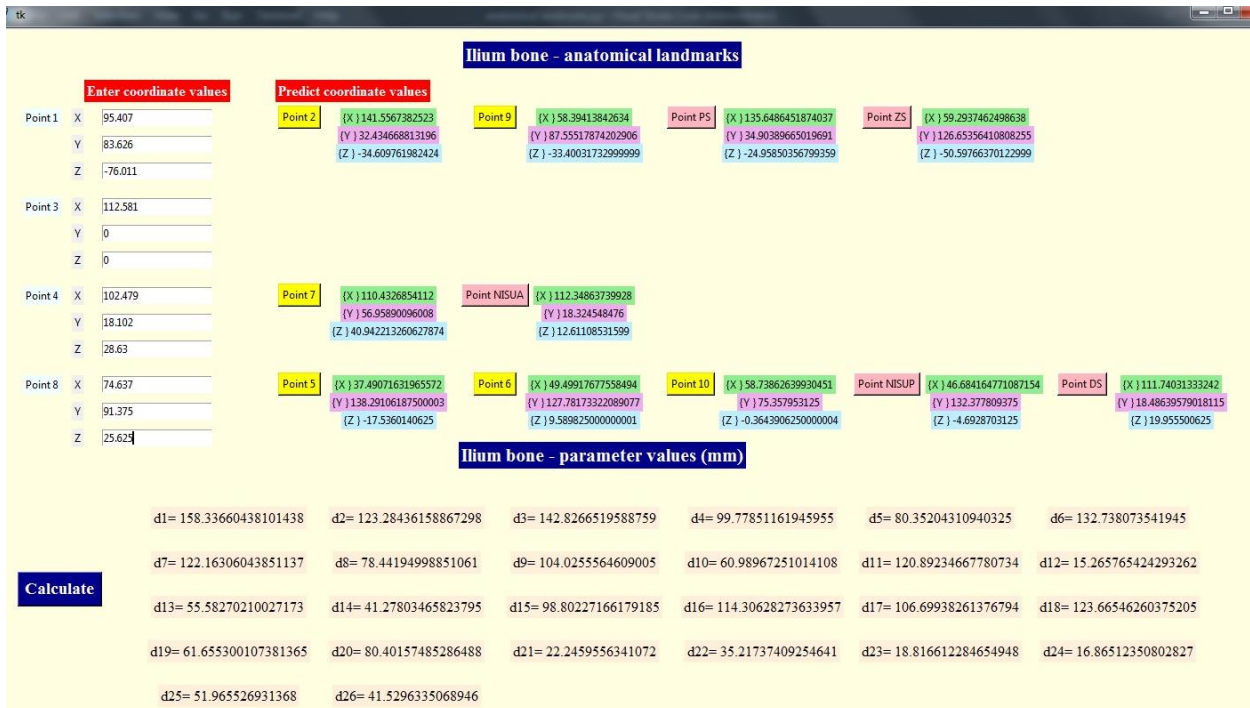 tk
Ilium bone - anatomical landmarks
Enter coordinate values Predict coordinate values
Point 1 X 95.407 Point 2 {X } 141.5567382523 Point 9 {X } 58.39413842634 Point PS {X } 135.6486451874037 Point ZS {X } 59.2937462498638
Y 83.626 {Y } 32.434668813196 {Y } 87.55517874202906 {Y } 34.90389665019691 {Y } 126.65356410808255
Z -76.011 {Z } -34.609761982424 {Z } -33.40031732999999 {Z } -24.95850356799359 {Z } -50.59766370122999
Point 3 X 112.581
Y 0
Z 0
Point 4 X 102.479 Point 7 {X } 110.4326854112 Point NISUA {X } 112.34863739928
Y 18.102 {Y } 56.95890096008 {Y } 18.324548476
Z 28.63 {Z } 40.942213260627874 {Z } 12.61108531599
Point 8 X 74.637 Point 5 {X } 37.49071631965572 Point 6 {X } 49.49917677558494 Point 10 {X } 58.73862639930451 Point NISUP {X } 46.684164771087154 Point DS {X } 111.74031333242
Y 91.375 {Y } 138.29106187500003 {Y } 127.78173322089077 {Y } 75.357953125 {Y } 132.377809375 {Y } 18.48639579018115
Z 25.625 {Z } -17.5360140625 {Z } 9.589825000000001 {Z } -0.3643906250000004 {Z } -4.6928703125 {Z } 19.955500625
Ilium bone - parameter values (mm)
d1= 158.33660438101438 d2= 123.28436158867298 d3= 142.8266519588759 d4= 99.77851161945955 d5= 80.35204310940325 d6= 132.738073541945
d7= 122.16306043851137 d8= 78.44194998851061 d9= 104.0255564609005 d10= 60.98967251014108 d11= 120.89234667780734 d12= 15.265765424293262
Calculate
d13= 55.58270210027173 d14= 41.27803465823795 d15= 98.80227166179185 d16= 114.30628273633957 d17= 106.69938261376794 d18= 123.66546260375205
d19= 61.655300107381365 d20= 80.40157485286488 d21= 22.2459556341072 d22= 35.21737409254641 d23= 18.816612284654948 d24= 16.86512350802827
d25= 51.965526931368 d26= 41.5296335068946